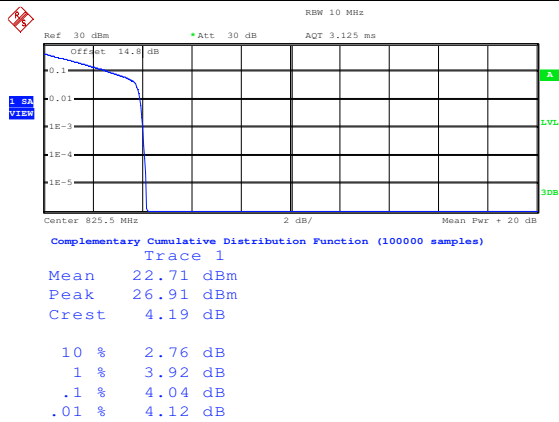 RBW 10 MHz
Ref 30 dBm *Att 30 dB AQT 3.125 ms
Offset 14.8 dB
0.1
A
0.01
1 SA
VIEW
1E-3
LVL
1E-4
1E-5
3DB
Center 825.5 MHz 2 dB/ Mean Pwr + 20 dB
Complementary Cumulative Distribution Function (100000 samples)
Trace 1
Mean 22.71 dBm
Peak 26.91 dBm
Crest 4.19 dB
10 % 2.76 dB
1 % 3.92 dB
.1 % 4.04 dB
.01 % 4.12 dB